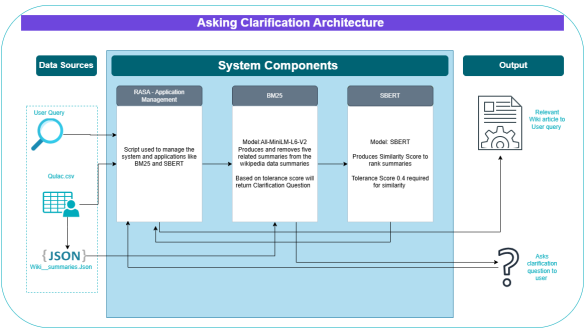 Asking Clarification Architecture
Data Sources
System Components
Output
User Query
Qulac.csv
{JSON}
Wiki__summaries.Json
RASA - Application
Management
Script used to manage the
system and applications like
BM25 and SBERT
BM25
Model:All-MiniLM-L6-V2
Produces and removes five
related summaries from the
wikipedia data summaries
Based on tolerance score will
return Clarification Question
SBERT
Model: SBERT
Produces Similarity Score to
rank summaries
Tolerance Score 0.4 required
for similarity
Relevant
Wiki article to
User query
?
Asks
clarification
question to
user